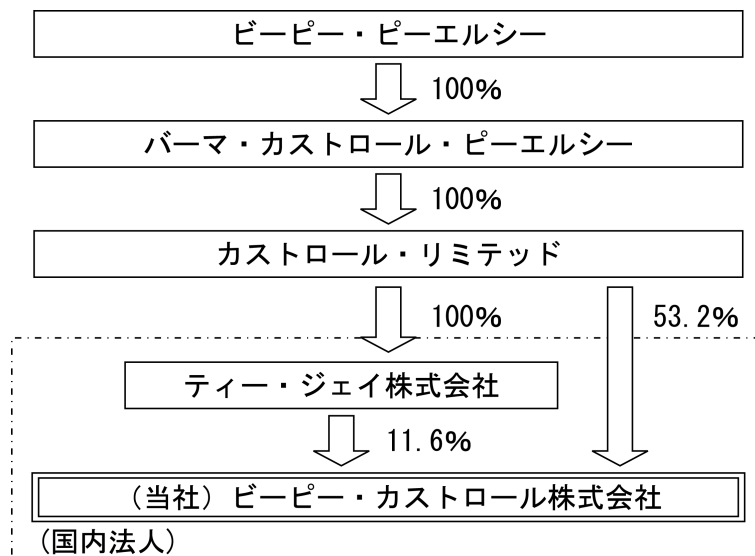 ビーピー・ピーエルシー
100%
バーマ・カストロール・ピーエルシー
100%
カストロール・リミテッド
100%
53.2%
ティー・ジェイ株式会社
11.6%
(当社)ビーピー・カストロール株式会社
(国内法人)